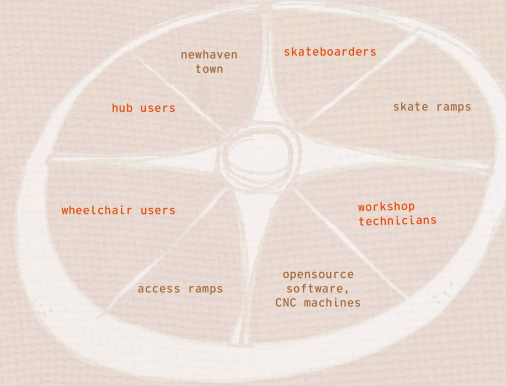 newhaven
town
skateboarders
hub users
skate ramps
wheelchair users
workshop
technicians
access ramps
opensource
software,
CNC machines